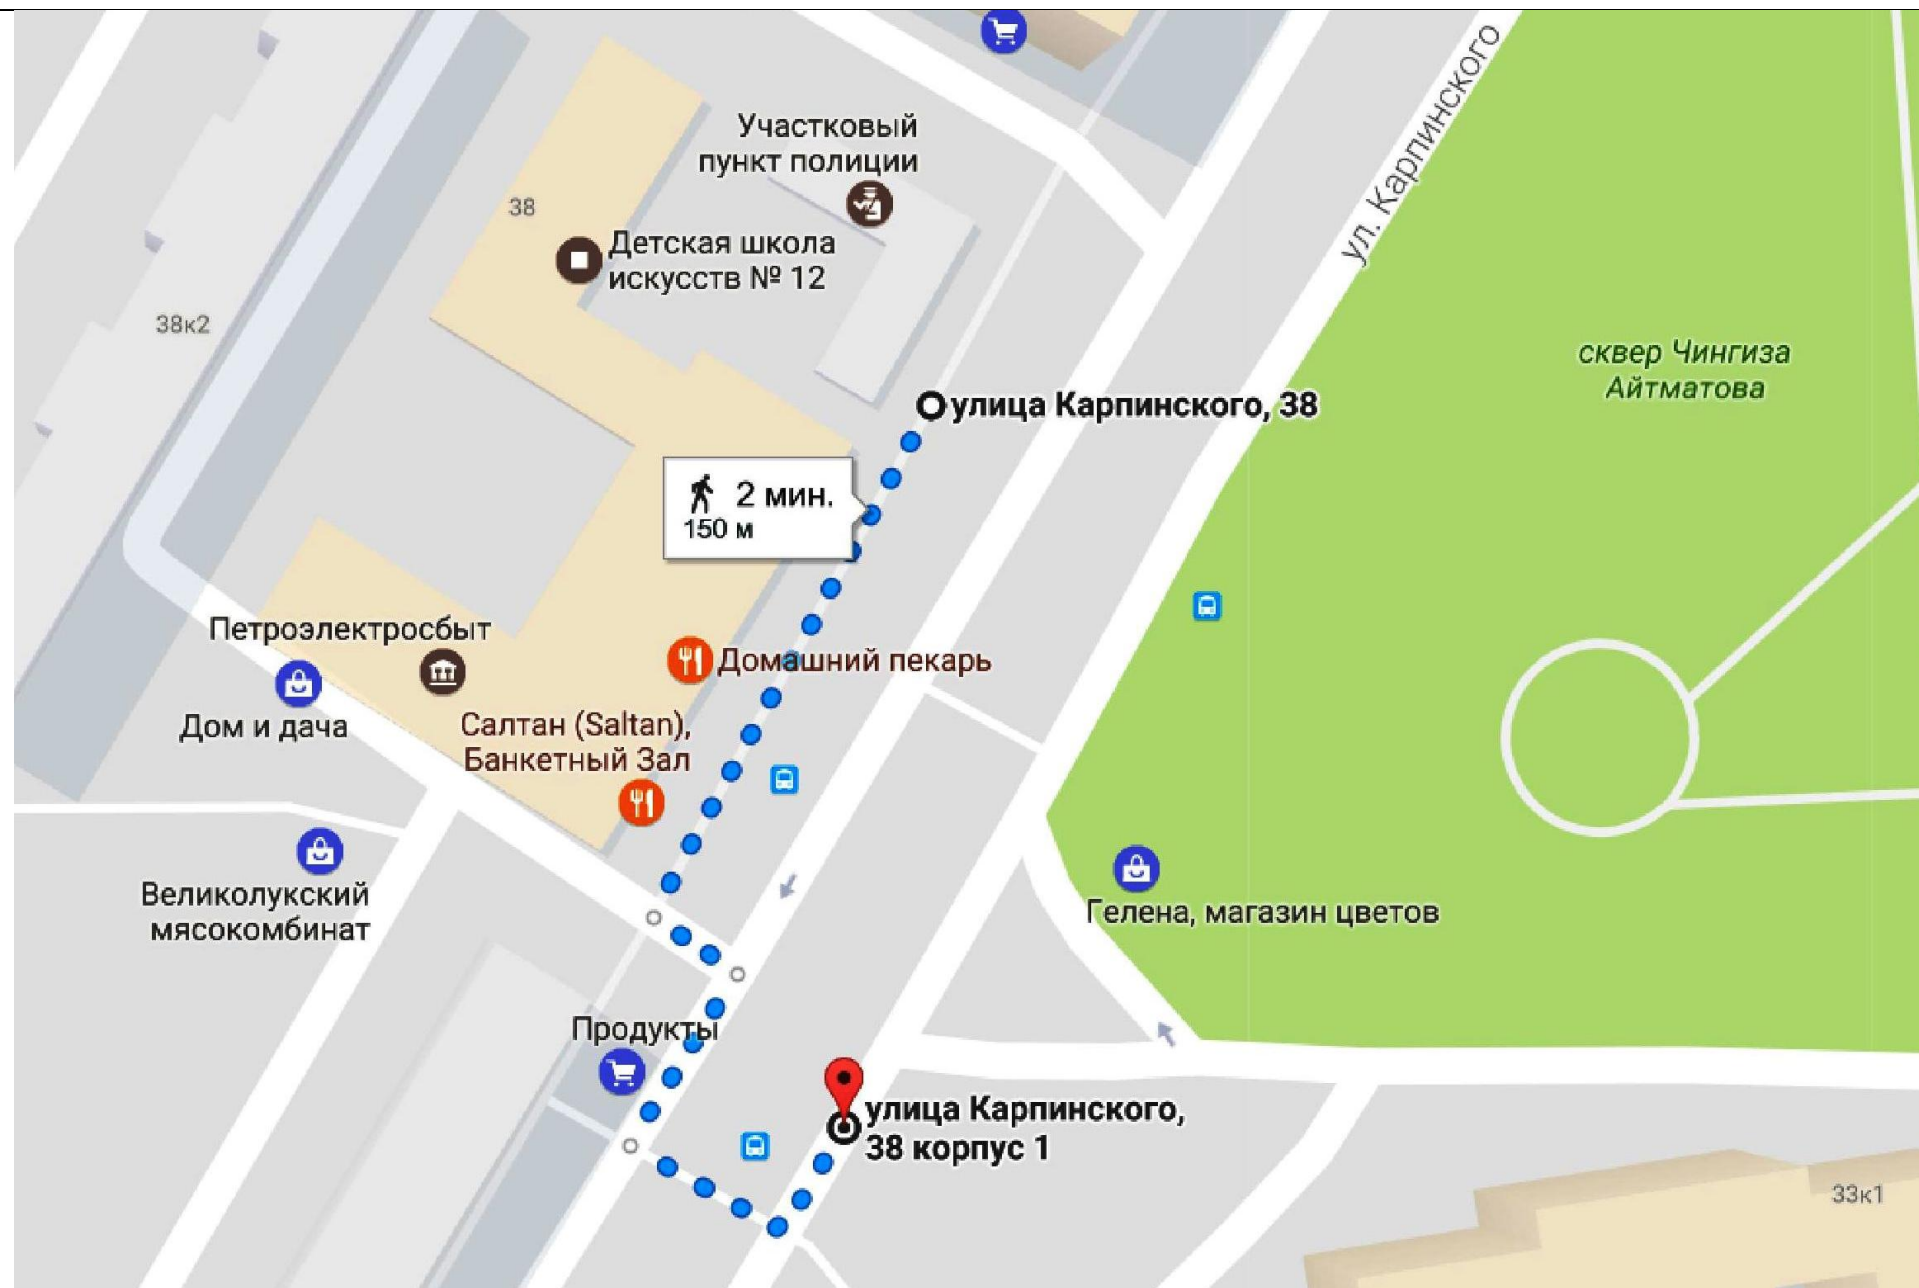 ул. Карпинского
Участковый
пункт полиции
38
Детская школа
искусств № 12
38к2
сквер Чингиза
Айтматова
улица Карпинского, 38
2 мин.
150 м
Петроэлектросбыт
Домашний пекарь
Дом и дача
Салтан (Saltan),
Банкетный Зал
Великолукский
мясокомбинат
Гелена, магазин цветов
Продукты
улица Карпинского,
38 корпус 1
33к1